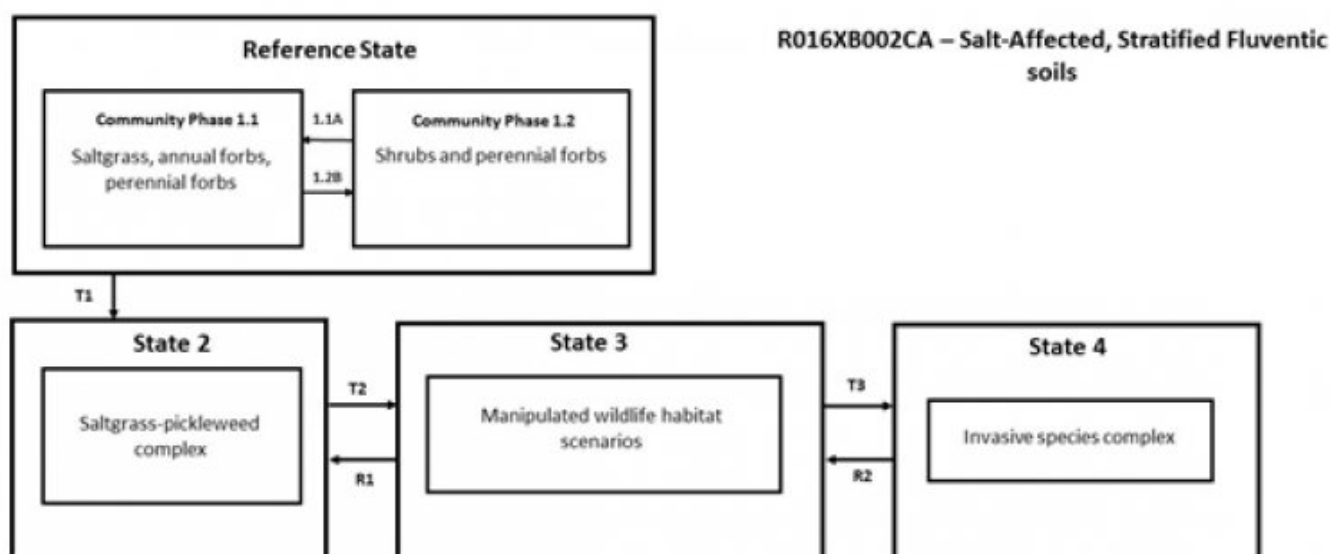 R016XB002CA – Salt-Affected, Stratified Fluventic
soils
Reference State
Community Phase 1.1
Saltgrass, annual forbs,
perennial forbs
1.1A
1.2B
Community Phase 1.2
Shrubs and perennial forbs
T1
State 2
Saltgrass-pickleweed
complex
T2
R1
State 3
Manipulated wildlife habitat
scenarios
T3
R2
State 4
Invasive species complex